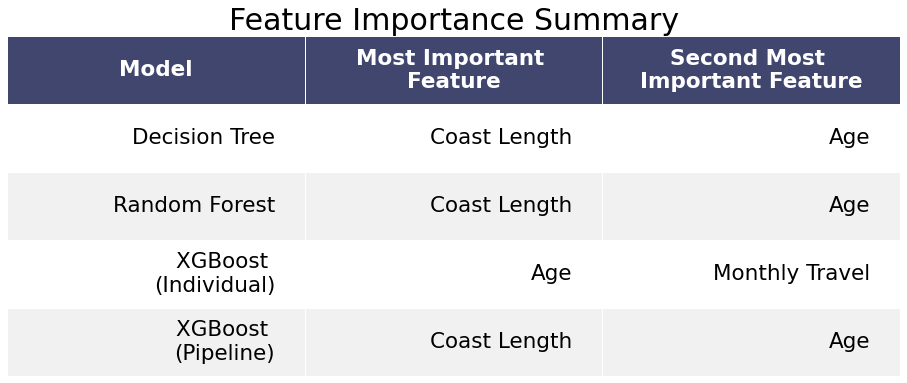 Feature Importance Summary
Model
Most Important
Feature
Second Most
Important Feature
Decision Tree
Coast Length
Age
Random Forest
Coast Length
Age
XGBoost
(Individual)
Age
Monthly Travel
XGBoost
(Pipeline)
Coast Length
Age